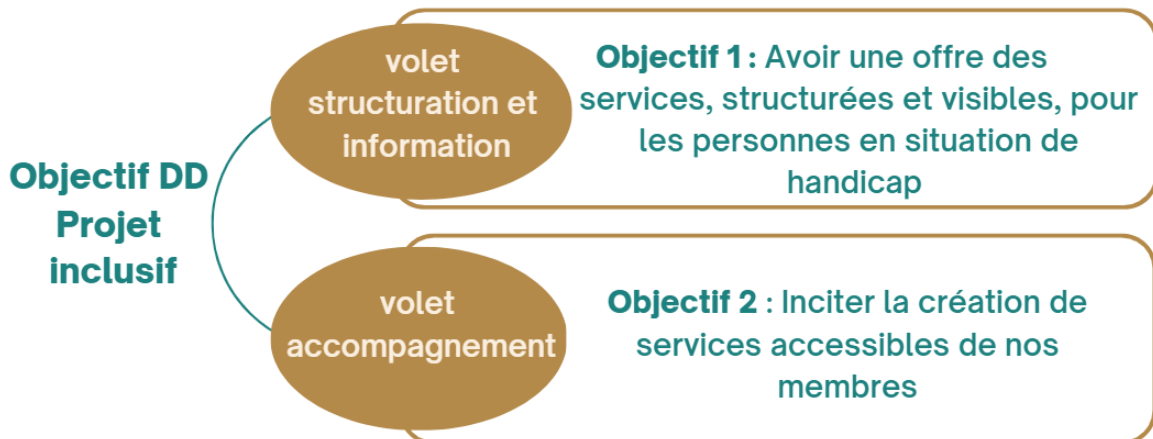 Objectif DD
Projet
inclusif
volet
structuration et
information
Objectif 1 : Avoir une offre des
services, structurées et visibles, pour
les personnes en situation de
handicap
volet
accompagnement
Objectif 2 : Inciter la création de
services accessibles de nos
membres